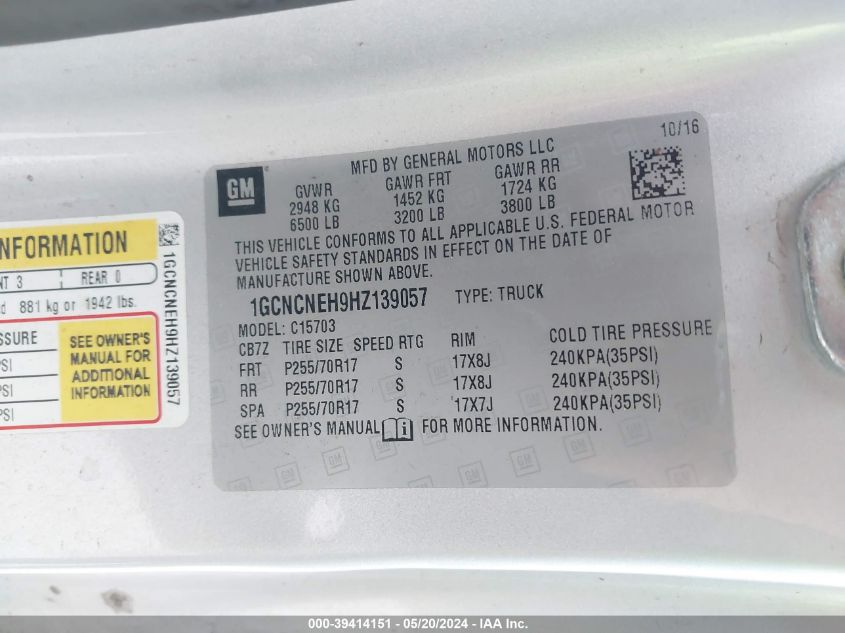 10/16
MFD BY GENERAL MOTORS LLC
GM
GVWR GAWR FRT GAWR RR
2948 KG 1452 KG 1724 KG
6500 LB 3200 LB 3800 LB
THIS VEHICLE CONFORMS TO ALL APPLICABLE U.S. FEDERAL MOTOR
VEHICLE SAFETY STANDARDS IN EFFECT ON THE DATE OF
MANUFACTURE SHOWN ABOVE.
1GCNCNEH9HZ139057 TYPE: TRUCK
MODEL: C15703
CB7Z TIRE SIZE SPEED RTG RIM COLD TIRE PRESSURE
FRT P255/70R17 S 17X8J 240KPA(35PSI)
RR P255/70R17 S 17X8J 240KPA(35PSI)
SPA P255/70R17 S 17X7J 240KPA(35PSI)
SEE OWNER'S MANUAL FOR MORE INFORMATION.
NFORMATION
NT 3 REAR 0
d 881 kg or 1942 lbs.
SSURE
PSI
PSI
PSI
SEE OWNER'S
MANUAL FOR
ADDITIONAL
INFORMATION
1GCNCNEH9HZ139057
000-39414151 - 05/20/2024 - IAA Inc.